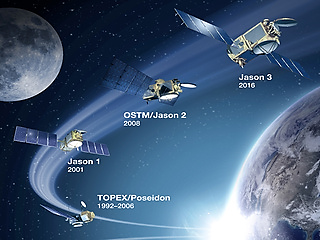 Jason 3
2016
OSTM/Jason 2
2008
Jason 1
2001
TOPEX/Poseidon
1992–2006